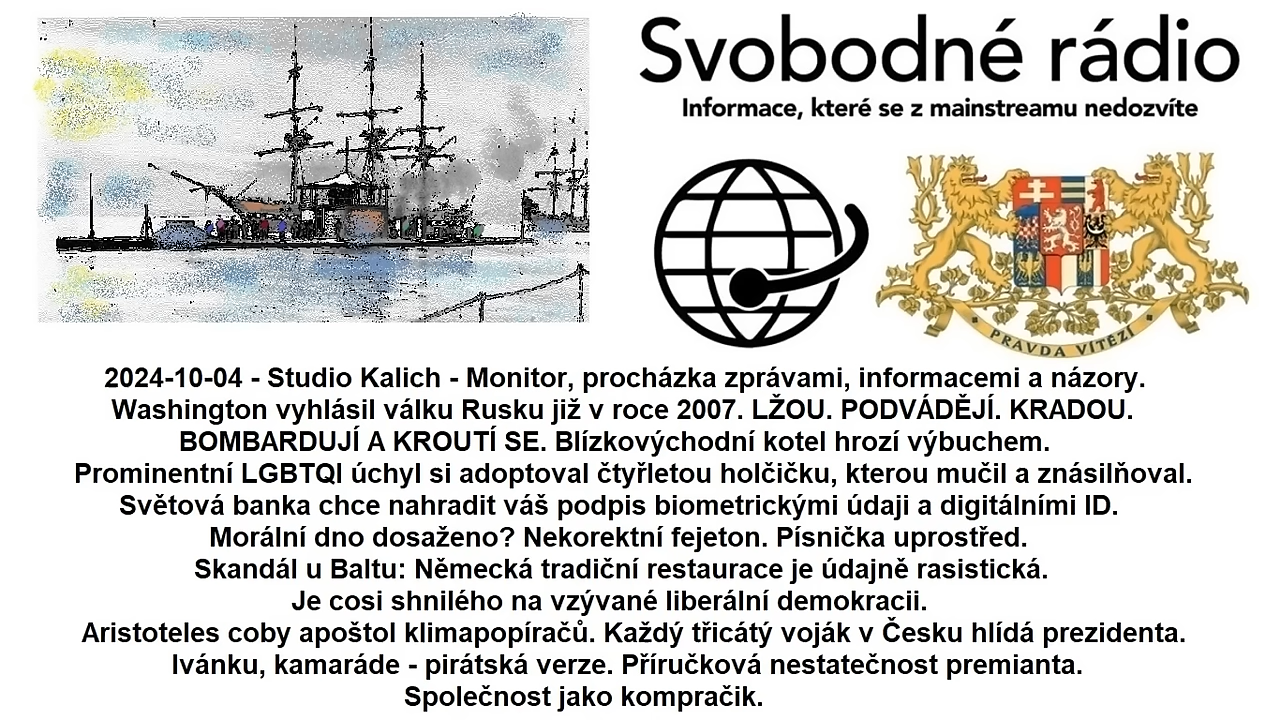 Svobodné rádio
Informace, které se z mainstreamu nedozvíte
PRAVDA VÍTĚZÍ
2024-10-04 - Studio Kalich - Monitor, procházka zprávami, informacemi a názory.
Washington vyhlásil válku Rusku již v roce 2007. LŽOU. PODVÁDĚJÍ. KRADOU.
BOMBARDUJÍ A KROUTÍ SE. Blízkovýchodní kotel hrozí výbuchem.
Prominentní LGBTQI úchyl si adoptoval čtyřletou holčičku, kterou mučil a znásilňoval.
Světová banka chce nahradit váš podpis biometrickými údaji a digitálními ID.
Morální dno dosaženo? Nekorektní fejeton. Písnička uprostřed.
Skandál u Baltu: Německá tradiční restaurace je údajně rasistická.
Je cosi shnilého na vzývané liberální demokracii.
Aristoteles coby apoštol klimapopíračů. Každý třicátý voják v Česku hlídá prezidenta.
Ivánku, kamaráde - pirátská verze. Příručková nestatečnost premianta.
Společnost jako kompračik.